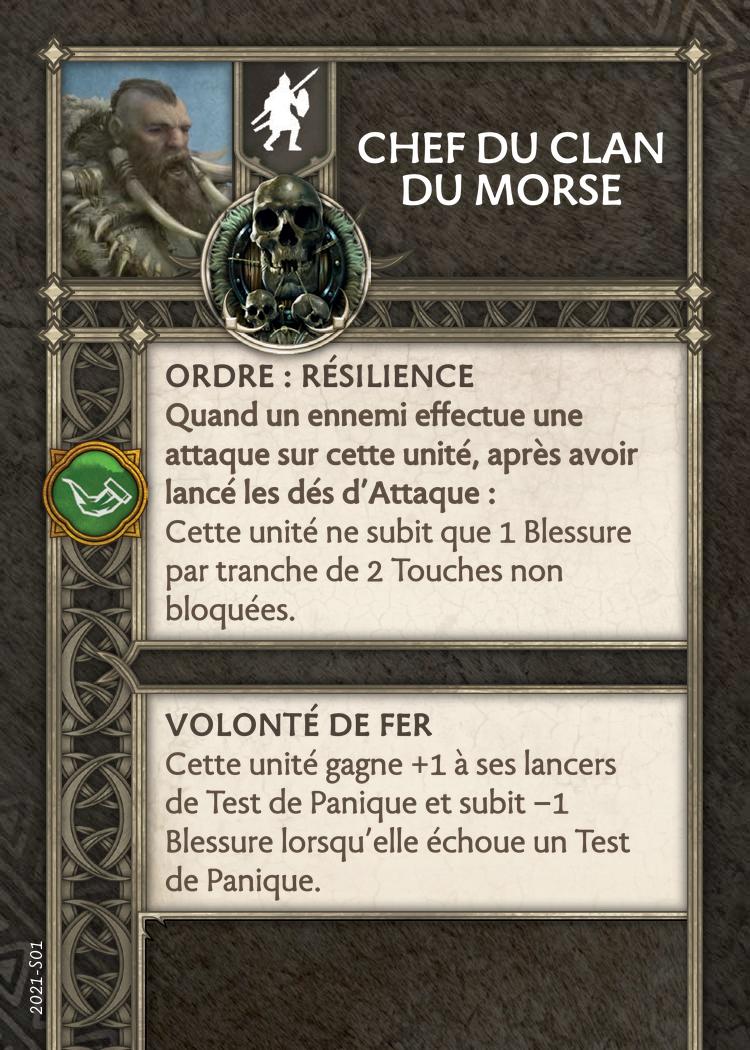 CHEF DU CLAN
DU MORSE
ORDRE : RÉSILIENCE
Quand un ennemi effectue une
attaque sur cette unité, après avoir
lancé les dés d'Attaque :
Cette unité ne subit que 1 Blessure
par tranche de 2 Touches non
bloquées.
VOLONTÉ DE FER
Cette unité gagne +1 à ses lancers
de Test de Panique et subit −1
Blessure lorsqu'elle échoue un Test
de Panique.
2021-S01